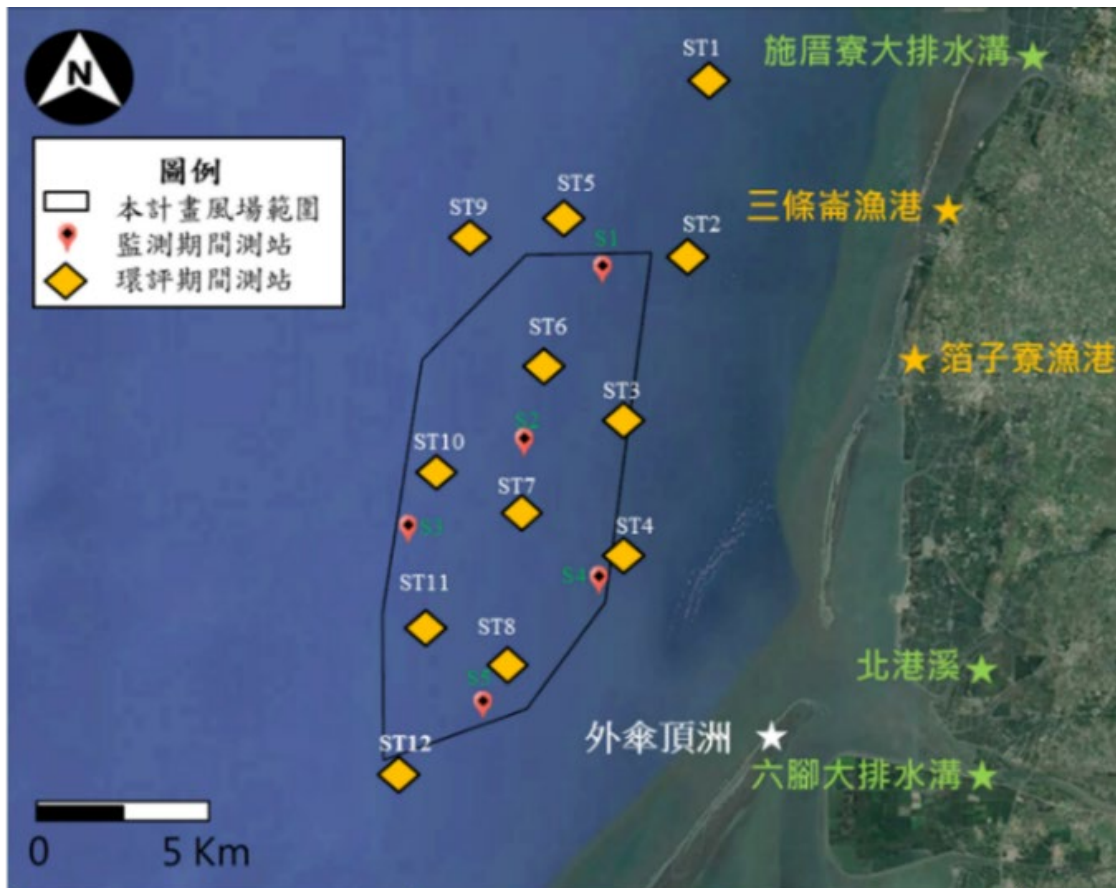 N
圖例
本計畫風場範圍
監測期間測站
環評期間測站
ST1
施厝寮大排水溝
ST5
ST9
三條崙漁港
ST2
S1
ST6
箔子寮漁港
ST3
S2
ST10
ST7
S3
ST4
S4
ST11
ST8
北港溪
S5
外傘頂洲
ST12
六腳大排水溝
0 5 Km